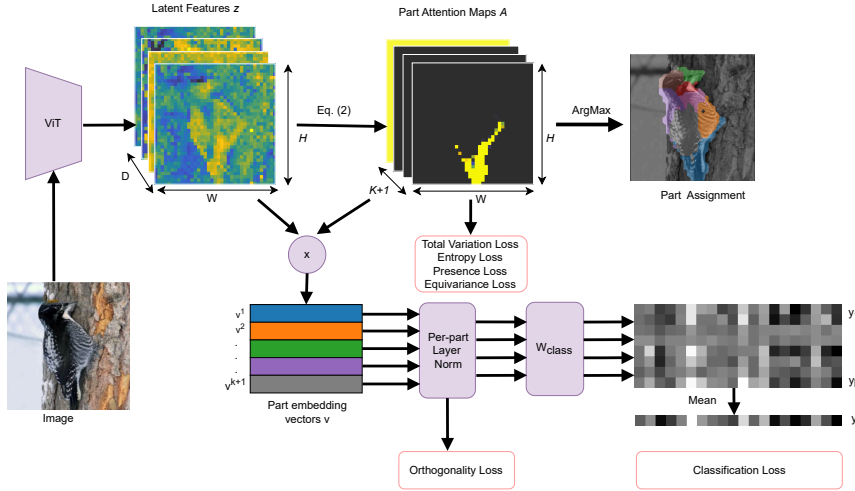 Latent Features z
Part Attention Maps A
ViT
Eq. (2)
ArgMax
H
H
D
W
K+1
W
Part Assignment
x
Total Variation Loss
Entropy Loss
Presence Loss
Equivariance Loss
Image
v1
v2
.
.
.
vk+1
Part embedding
vectors v
Per-part
Layer
Norm
Wclass
y
y
Mean
y
Orthogonality Loss
Classification Loss